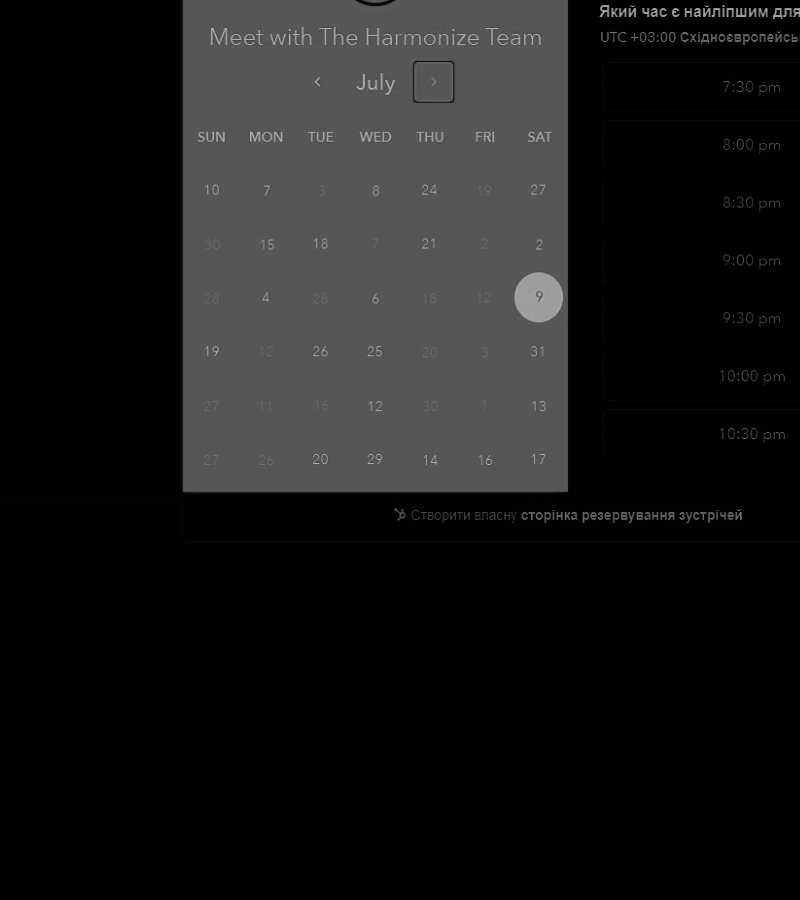 Meet with The Harmonize Team
July
SUN MON TUE WED THU FRI SAT
10 7 3 8 24 19 27
30 15 18 7 21 2 2
28 4 28 6 18 12 9
19 12 26 25 20 3 31
27 11 16 12 30 1 13
27 26 20 29 14 16 17
Який час є найліпшим для
UTC +03:00 Східноєвропейсь
7:30 pm
8:00 pm
8:30 pm
9:00 pm
9:30 pm
10:00 pm
10:30 pm
Створити власну сторінка резервування зустрічей